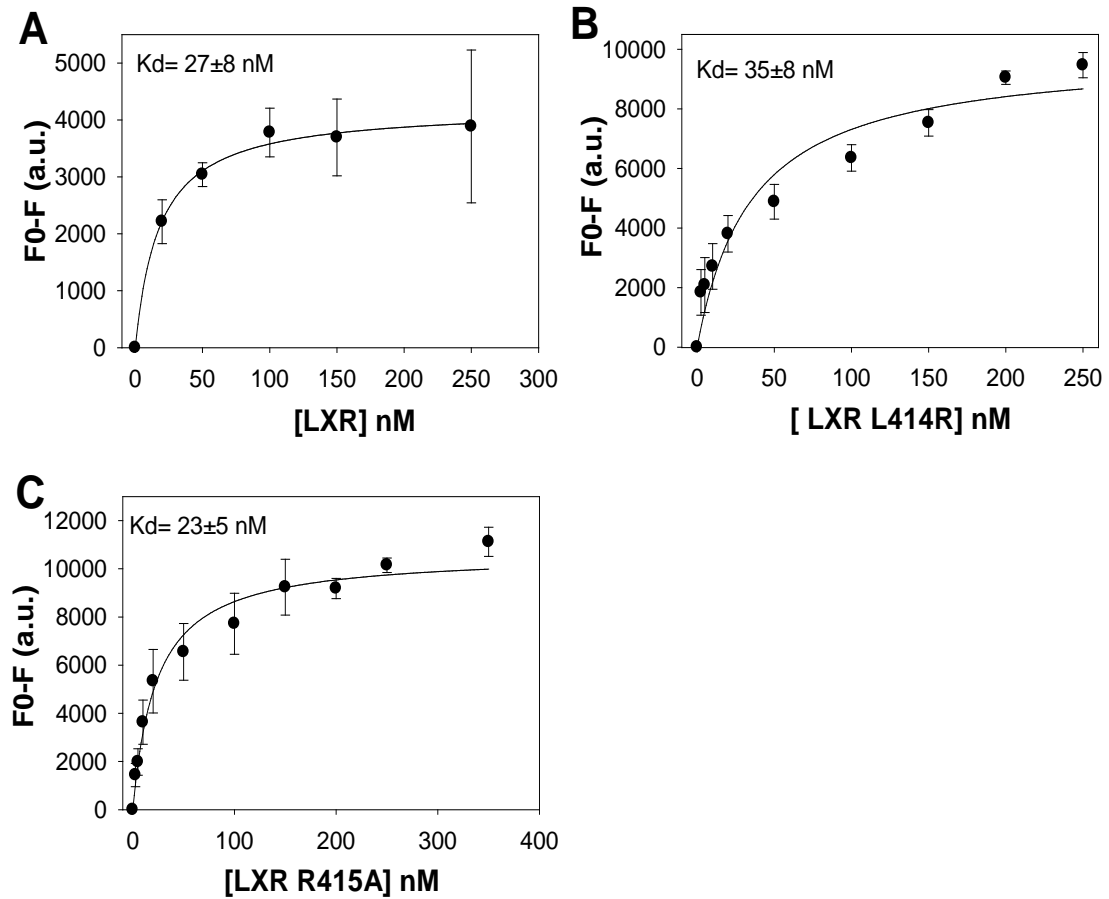 A
Kd= 27±8 nM
F0-F (a.u.)
5000
4000
3000
2000
1000
0
0 50 100 150 200 250 300
[LXR] nM
B
Kd= 35±8 nM
F0-F (a.u.)
10000
8000
6000
4000
2000
0
0 50 100 150 200 250
[ LXR L414R] nM
C
Kd= 23±5 nM
F0-F (a.u.)
12000
10000
8000
6000
4000
2000
0
0 100 200 300 400
[LXR R415A] nM